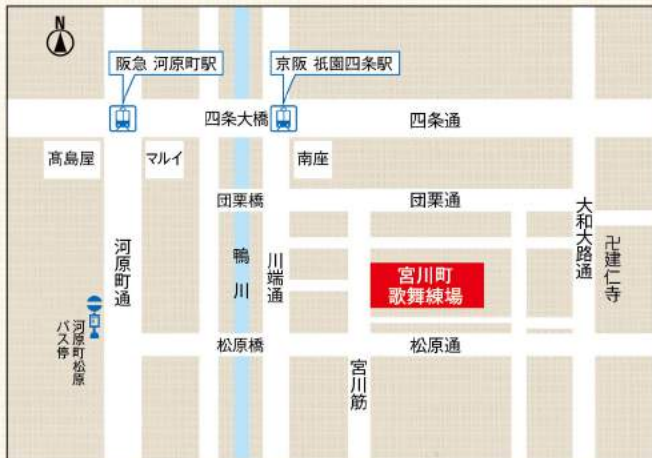 N
阪急 河原町駅
京阪 祇園四条駅
四条大橋
四条通
髙島屋
マルイ
南座
団栗橋
団栗通
大和大路通
卍建仁寺
河原町通
鴨川
川端通
宮川町
歌舞練場
河原町松原
バス停
松原橋
松原通
宮川筋